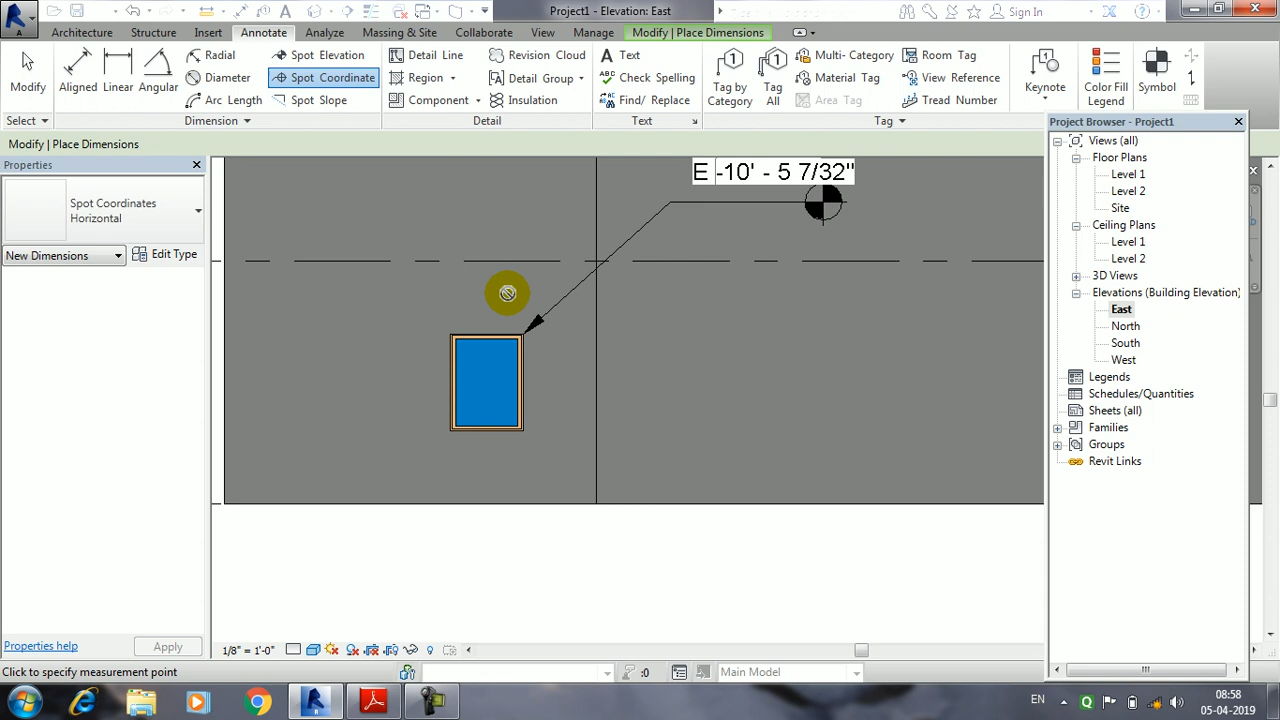 Project1 - Elevation: East
Sign In
Architecture
Structure
Insert
Annotate
Analyze
Massing & Site
Collaborate
View
Manage
Modify | Place Dimensions
Modify
Aligned
Linear
Angular
Radial
Diameter
Arc Length
Spot Elevation
Spot Coordinate
Spot Slope
Detail Line
Region
Component
Revision Cloud
Detail Group
Insulation
Text
Check Spelling
Find/ Replace
Tag by
Category
Tag
All
Multi-Category
Material Tag
Area Tag
Room Tag
View Reference
Tread Number
Keynote
Color Fill
Legend
Symbol
Select
Dimension
Detail
Text
Tag
Modify | Place Dimensions
Properties
Spot Coordinates
Horizontal
New Dimensions
Edit Type
Properties help
Apply
E -10' - 5 7/32"
Project Browser - Project1
Views (all)
Floor Plans
Level 1
Level 2
Site
Ceiling Plans
Level 1
Level 2
3D Views
Elevations (Building Elevation)
East
North
South
West
Legends
Schedules/Quantities
Sheets (all)
Families
Groups
Revit Links
1/8" = 1'-0"
Click to specify measurement point
:0
Main Model
EN
08:58
05-04-2019